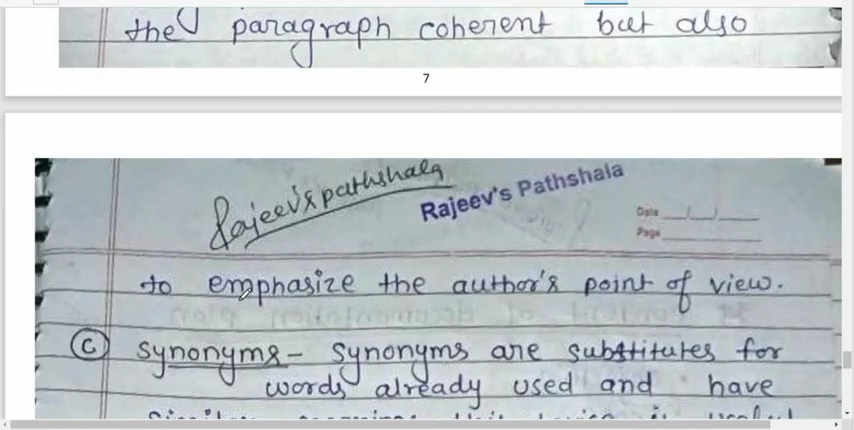 the paragraph coherent but also
7
Rajeev's pathshala
Rajeev's Pathshala
Date
Page
to emphasize the author's point of view.
C synonyms - synonyms are substitutes for
words already used and have